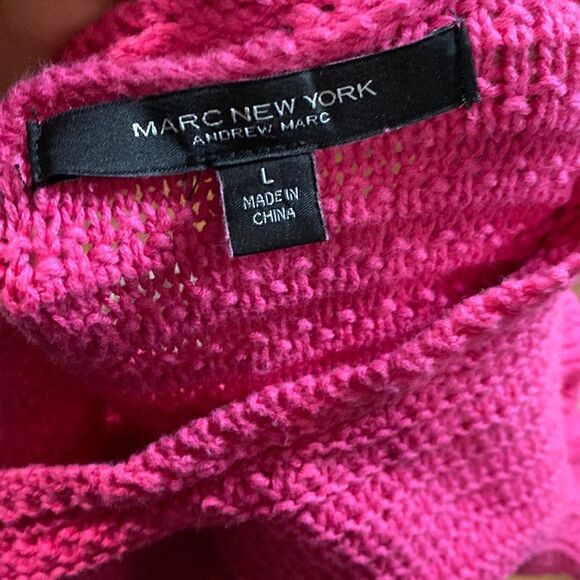 MARC NEW YORK
ANDREW MARC
L
MADE IN
CHINA